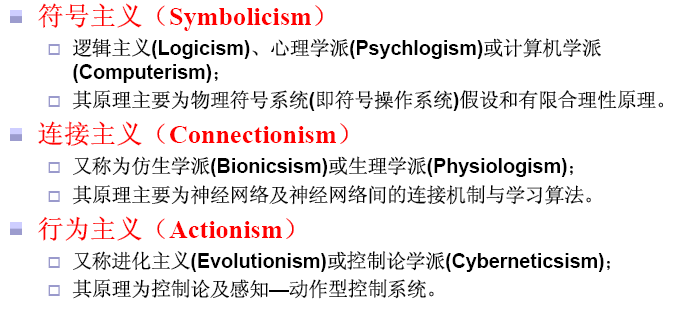 符号主义（Symbolicism）
逻辑主义(Logicism)、心理学派(Psychlogism)或计算机学派
(Computerism)；
其原理主要为物理符号系统(即符号操作系统)假设和有限合理性原理。
连接主义（Connectionism）
又称为仿生学派(Bionicsism)或生理学派(Physiologism)；
其原理主要为神经网络及神经网络间的连接机制与学习算法。
行为主义（Actionism）
又称进化主义(Evolutionism)或控制论学派(Cyberneticsism)；
其原理为控制论及感知—动作型控制系统。